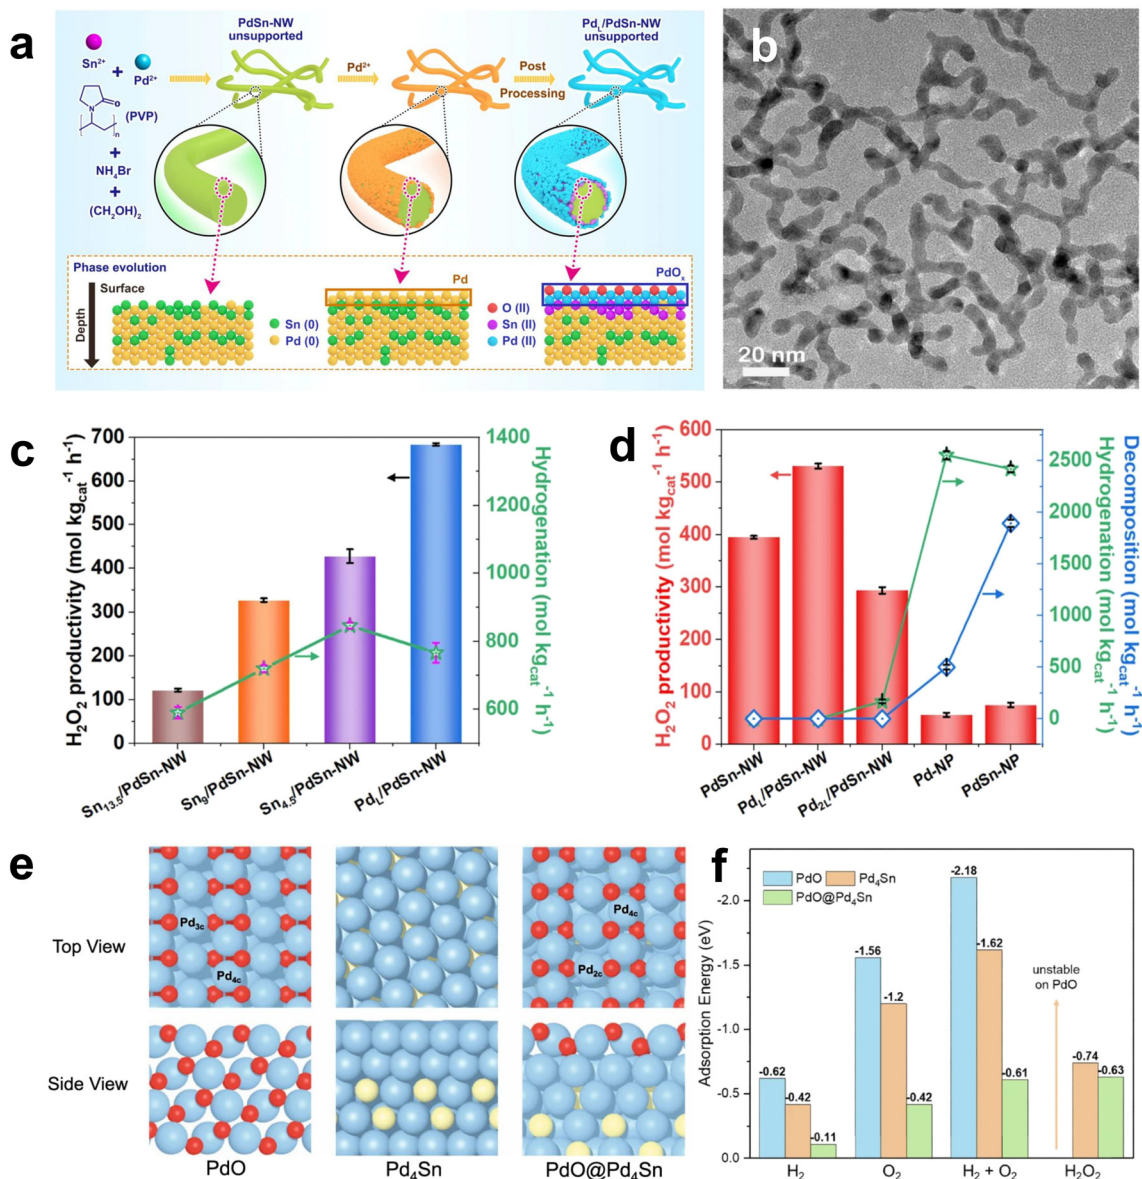 a
PdSn-NW
unsupported
Pd_L/PdSn-NW
unsupported
Sn²⁺
+
Pd²⁺
Pd²⁺
Post
Processing
N
O
n
(PVP)
+
NH₄Br
+
(CH₂OH)₂
Phase evolution
Surface
Depth
Pd
PdOₓ
Sn (0)
Pd (0)
O (II)
Sn (II)
Pd (II)
b
20 nm
c
H₂O₂ productivity (mol kg_cat⁻¹ h⁻¹)
700
600
500
400
300
200
100
0
1400
1200
1000
800
600
Hydrogenation (mol kg_cat⁻¹ h⁻¹)
Sn₁₃.₅/PdSn-NW
Sn₉/PdSn-NW
Sn₄.₅/PdSn-NW
Pd_L/PdSn-NW
d
H₂O₂ productivity (mol kg_cat⁻¹ h⁻¹)
600
500
400
300
200
100
0
2500
2000
1500
1000
500
0
Hydrogenation (mol kg_cat⁻¹ h⁻¹)
Decomposition (mol kg_cat⁻¹ h⁻¹)
PdSn-NW
Pd_L/PdSn-NW
Pd_2L/PdSn-NW
Pd-NP
PdSn-NP
e
Top View
Pd₃c
Pd₄c
Pd₄c
Pd₂c
Side View
PdO
Pd₄Sn
PdO@Pd₄Sn
f
Adsorption Energy (eV)
-2.0
-1.5
-1.0
-0.5
0.0
PdO
Pd₄Sn
PdO@Pd₄Sn
-0.62
-0.42
-0.11
-1.56
-1.2
-0.42
-2.18
-1.62
-0.61
unstable
on PdO
-0.74
-0.63
H₂
O₂
H₂ + O₂
H₂O₂